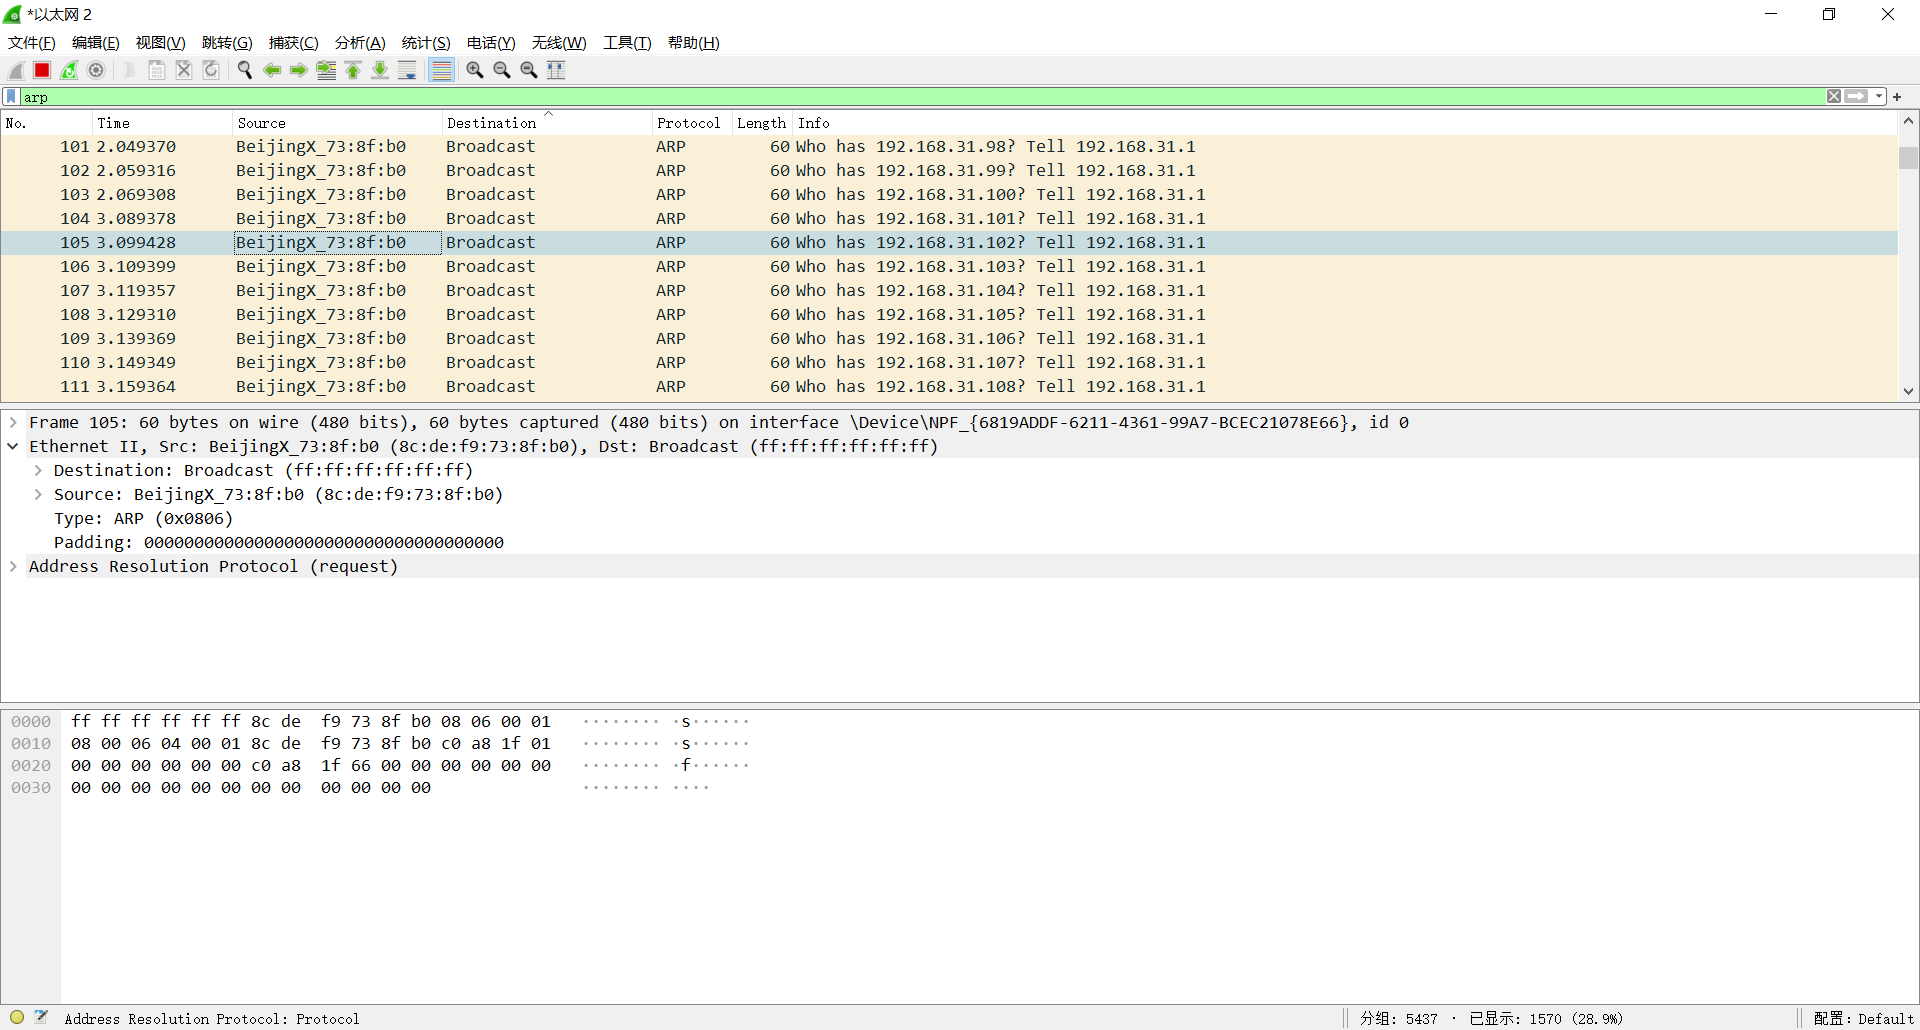 *以太网 2
文件(F) 编辑(E) 视图(V) 跳转(G) 捕获(C) 分析(A) 统计(S) 电话(Y) 无线(W) 工具(T) 帮助(H)
arp
No. Time Source Destination Protocol Length Info
101 2.049370 BeijingX_73:8f:b0 Broadcast ARP 60 Who has 192.168.31.98? Tell 192.168.31.1
102 2.059316 BeijingX_73:8f:b0 Broadcast ARP 60 Who has 192.168.31.99? Tell 192.168.31.1
103 2.069308 BeijingX_73:8f:b0 Broadcast ARP 60 Who has 192.168.31.100? Tell 192.168.31.1
104 3.089378 BeijingX_73:8f:b0 Broadcast ARP 60 Who has 192.168.31.101? Tell 192.168.31.1
105 3.099428 BeijingX_73:8f:b0 Broadcast ARP 60 Who has 192.168.31.102? Tell 192.168.31.1
106 3.109399 BeijingX_73:8f:b0 Broadcast ARP 60 Who has 192.168.31.103? Tell 192.168.31.1
107 3.119357 BeijingX_73:8f:b0 Broadcast ARP 60 Who has 192.168.31.104? Tell 192.168.31.1
108 3.129310 BeijingX_73:8f:b0 Broadcast ARP 60 Who has 192.168.31.105? Tell 192.168.31.1
109 3.139369 BeijingX_73:8f:b0 Broadcast ARP 60 Who has 192.168.31.106? Tell 192.168.31.1
110 3.149349 BeijingX_73:8f:b0 Broadcast ARP 60 Who has 192.168.31.107? Tell 192.168.31.1
111 3.159364 BeijingX_73:8f:b0 Broadcast ARP 60 Who has 192.168.31.108? Tell 192.168.31.1
Frame 105: 60 bytes on wire (480 bits), 60 bytes captured (480 bits) on interface \Device\NPF_{6819ADDF-6211-4361-99A7-BCEC21078E66}, id 0
Ethernet II, Src: BeijingX_73:8f:b0 (8c:de:f9:73:8f:b0), Dst: Broadcast (ff:ff:ff:ff:ff:ff)
Destination: Broadcast (ff:ff:ff:ff:ff:ff)
Source: BeijingX_73:8f:b0 (8c:de:f9:73:8f:b0)
Type: ARP (0x0806)
Padding: 000000000000000000000000000000000000
Address Resolution Protocol (request)
0000 ff ff ff ff ff ff 8c de f9 73 8f b0 08 06 00 01 ········ ·s······
0010 08 00 06 04 00 01 8c de f9 73 8f b0 c0 a8 1f 01 ········ ·s······
0020 00 00 00 00 00 00 c0 a8 1f 66 00 00 00 00 00 00 ········ ·f······
0030 00 00 00 00 00 00 00 00 00 00 00 00 ········ ····
Address Resolution Protocol: Protocol 分组: 5437 · 已显示: 1570 (28.9%) 配置: Default